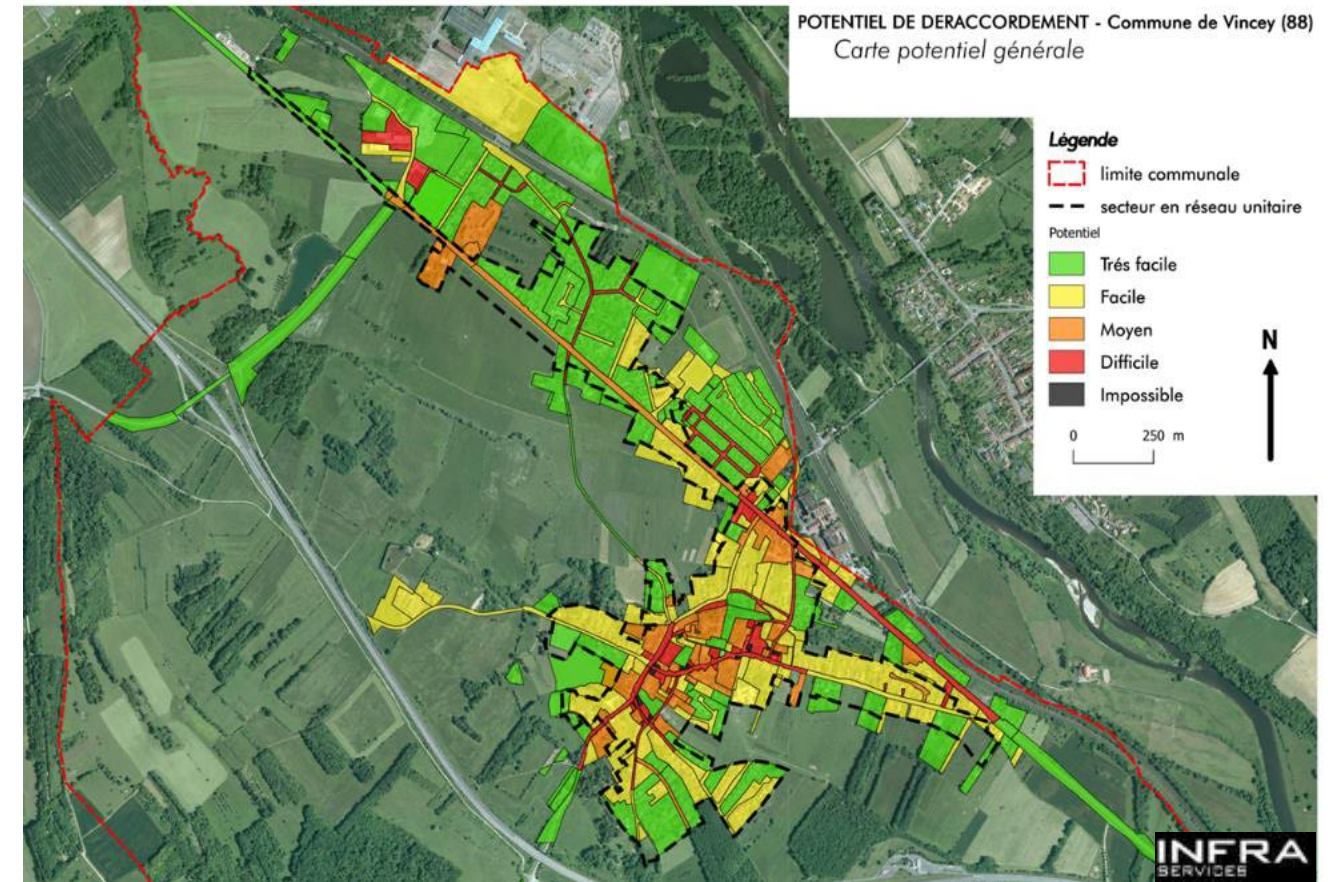 POTENTIEL DE DERACCORDEMENT - Commune de Vincey (88)
Carte potentiel générale
Légende
limite communale
secteur en réseau unitaire
Potentiel
Trés facile
Facile
Moyen
Difficile
Impossible
N
0 250 m
INFRA
SERVICES